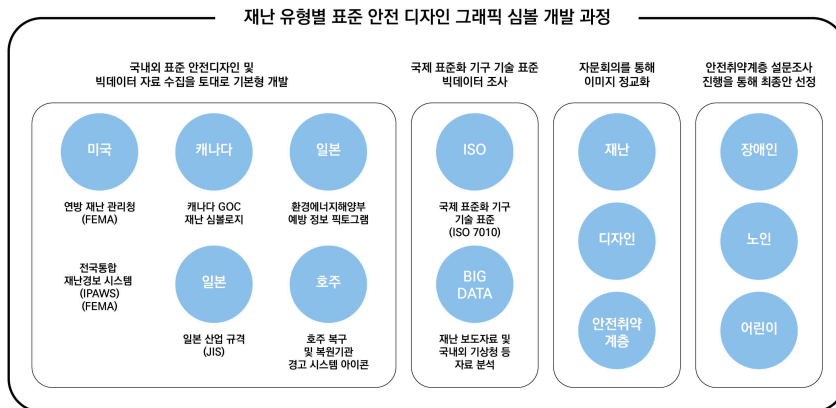 재난 유형별 표준 안전 디자인 그래픽 심볼 개발 과정
국내외 표준 안전디자인 및
빅데이터 자료 수집을 토대로 기본형 개발
미국
연방 재난 관리청
(FEMA)
캐나다
캐나다 GOC
재난 심볼로지
일본
환경에너지해양부
예방 정보 픽토그램
전국통합
재난경보 시스템
(IPAWS)
(FEMA)
일본
일본 산업 규격
(JIS)
호주
호주 복구
및 복원기관
경고 시스템 아이콘
국제 표준화 기구 기술 표준
빅데이터 조사
ISO
국제 표준화 기구
기술 표준
(ISO 7010)
BIG
DATA
재난 보도자료 및
국내외 기상청 등
자료 분석
자문회의를 통해
이미지 정교화
재난
디자인
안전취약
계층
안전취약계층 설문조사
진행을 통해 최종안 선정
장애인
노인
어린이